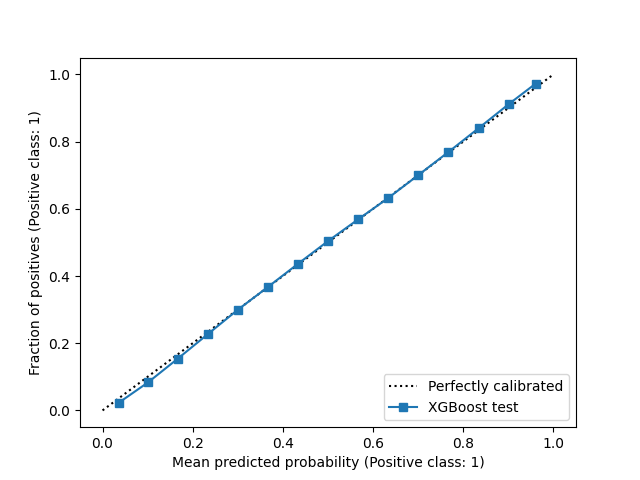 1.0
0.8
0.6
0.4
0.2
0.0
Fraction of positives (Positive class: 1)
Perfectly calibrated
XGBoost test
0.0 0.2 0.4 0.6 0.8 1.0
Mean predicted probability (Positive class: 1)